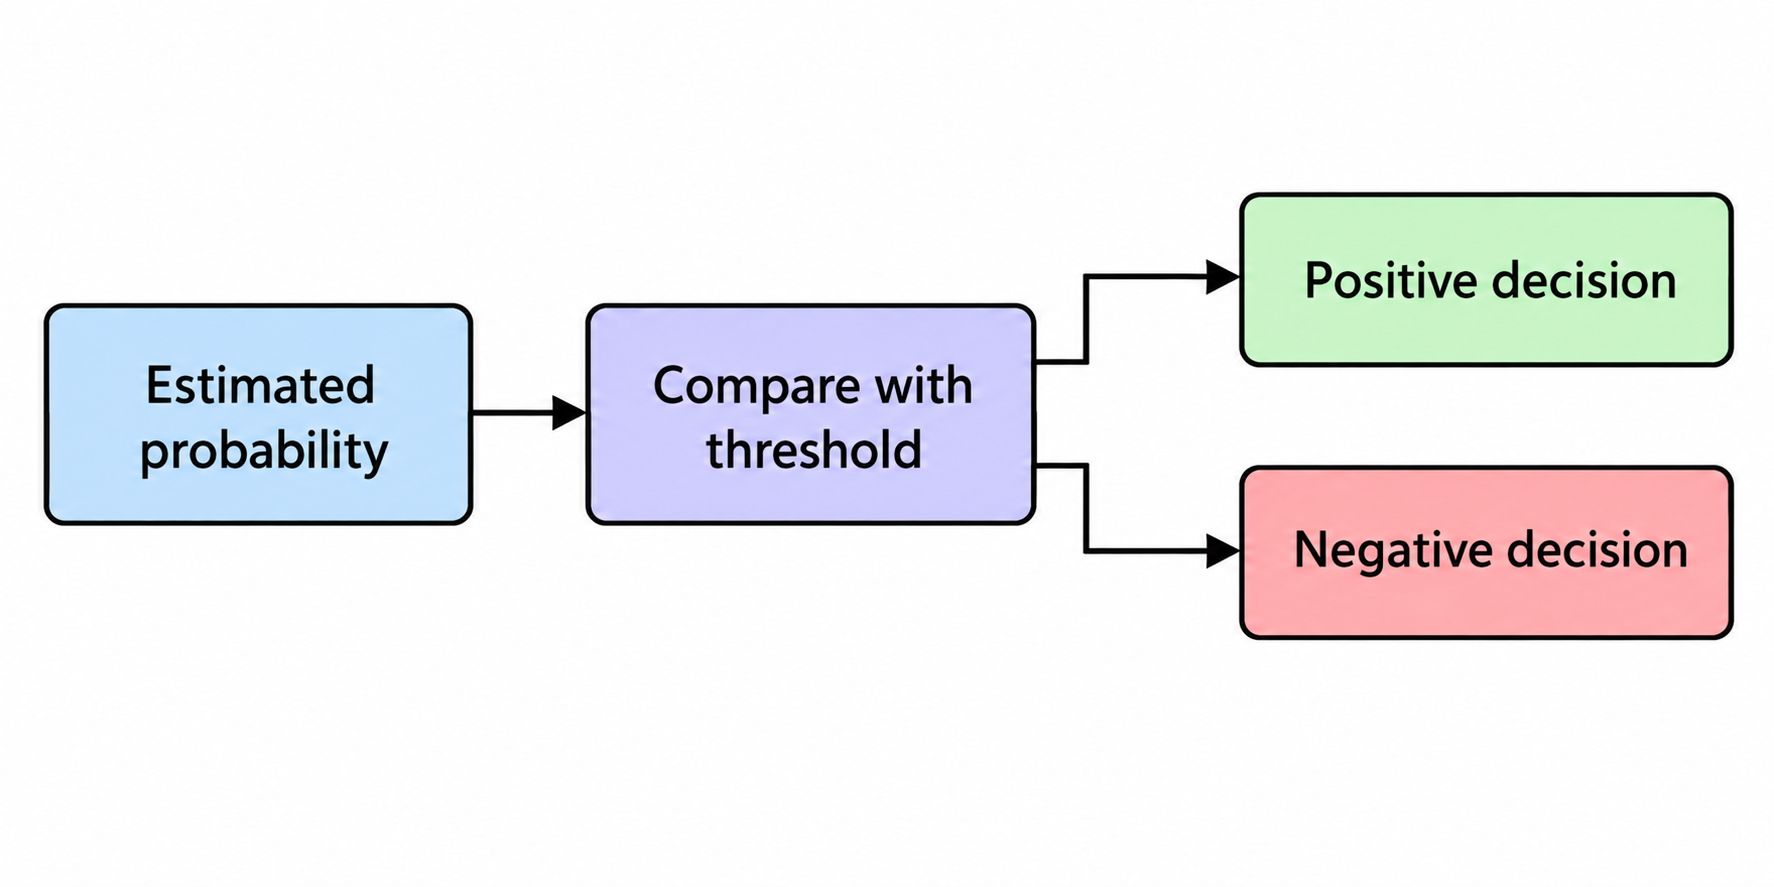 Estimated
probability
Compare with
threshold
Positive decision
Negative decision